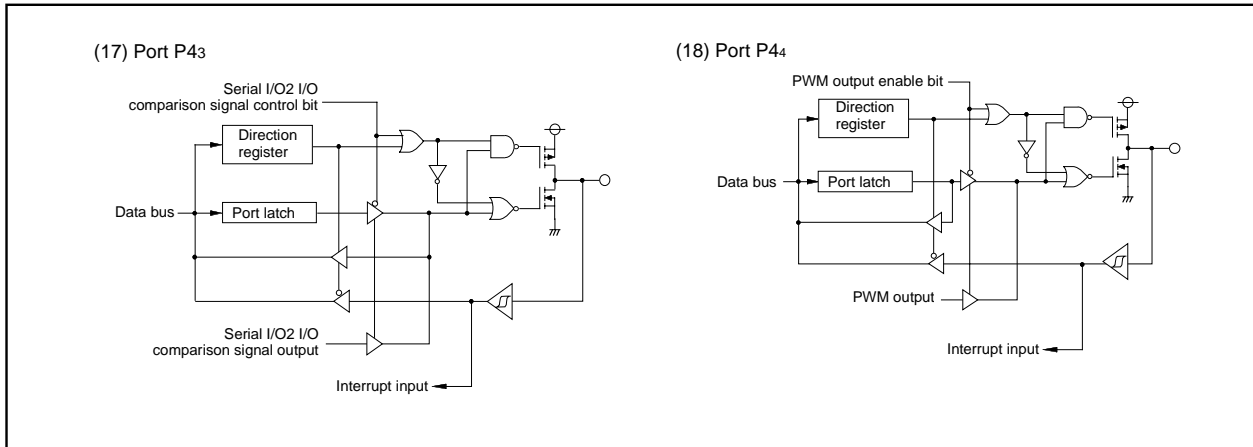 (17) Port P43
Serial I/O2 I/O
comparison signal control bit
Direction
register
Data bus
Port latch
Serial I/O2 I/O
comparison signal output
Interrupt input
(18) Port P44
PWM output enable bit
Direction
register
Data bus
Port latch
PWM output
Interrupt input